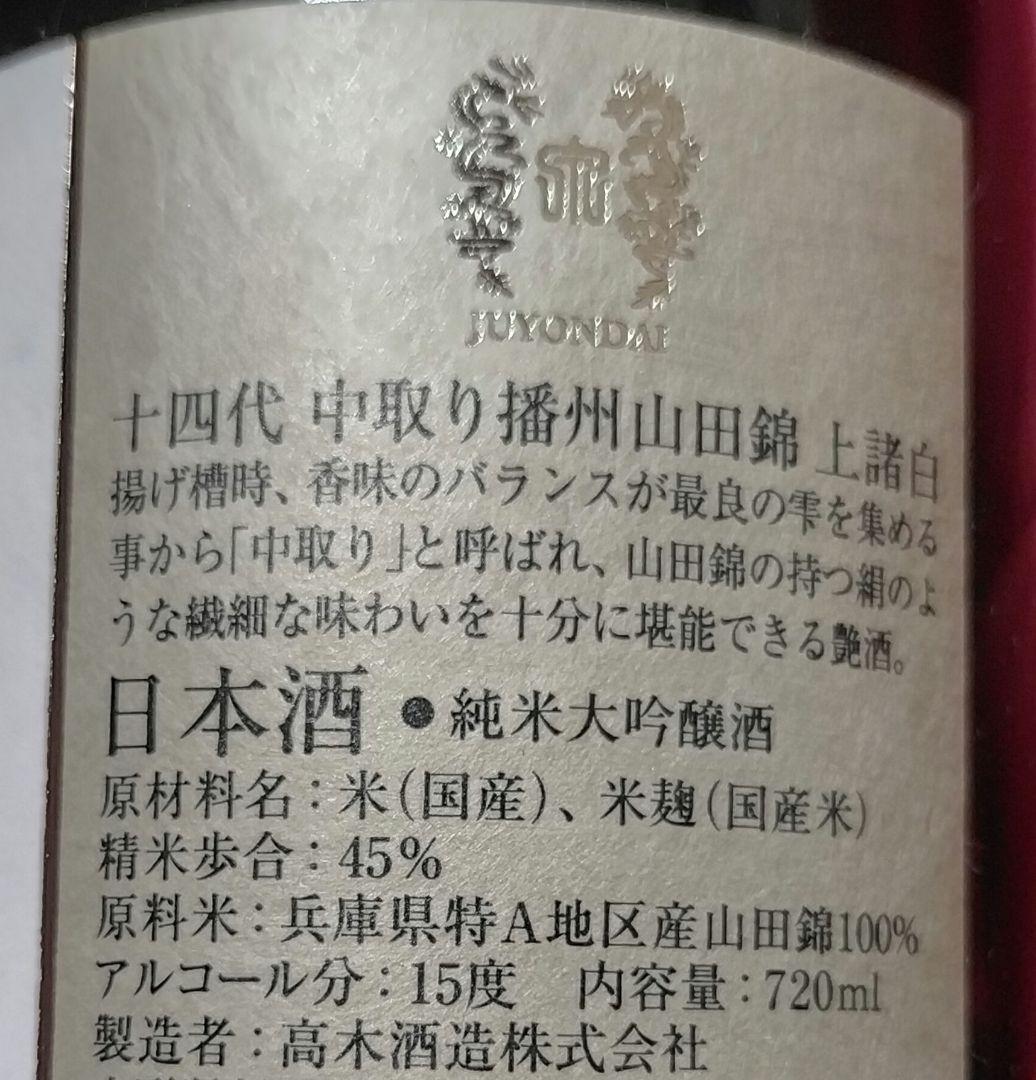 JUYONDAI
十四代 中取り播州山田錦 上諸白
揚げ槽時、香味のバランスが最良の雫を集める
事から「中取り」と呼ばれ、山田錦の持つ絹のよ
うな繊細な味わいを十分に堪能できる艶酒。
日本酒●純米大吟醸酒
原材料名：米（国産）、米麹（国産米）
精米歩合：45％
原料米：兵庫県特A地区産山田錦100％
アルコール分：15度　内容量：720ml
製造者：高木酒造株式会社